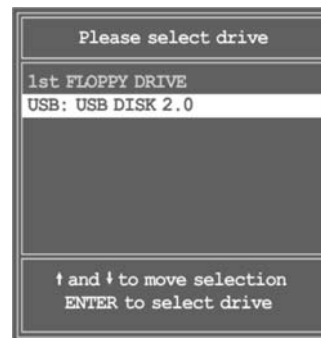 Please select drive
1st FLOPPY DRIVE
USB: USB DISK 2.0
↑ and ↓ to move selection
ENTER to select drive